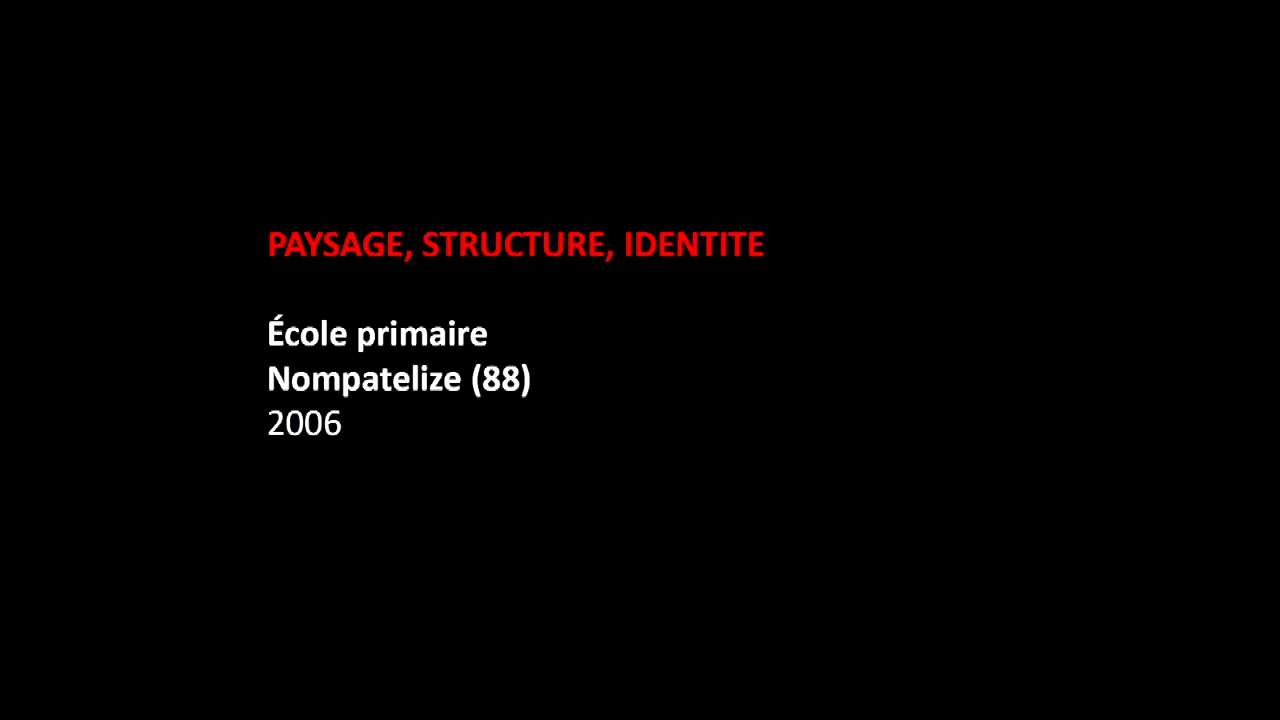 PAYSAGE, STRUCTURE, IDENTITE
École primaire
Nompatelize (88)
2006